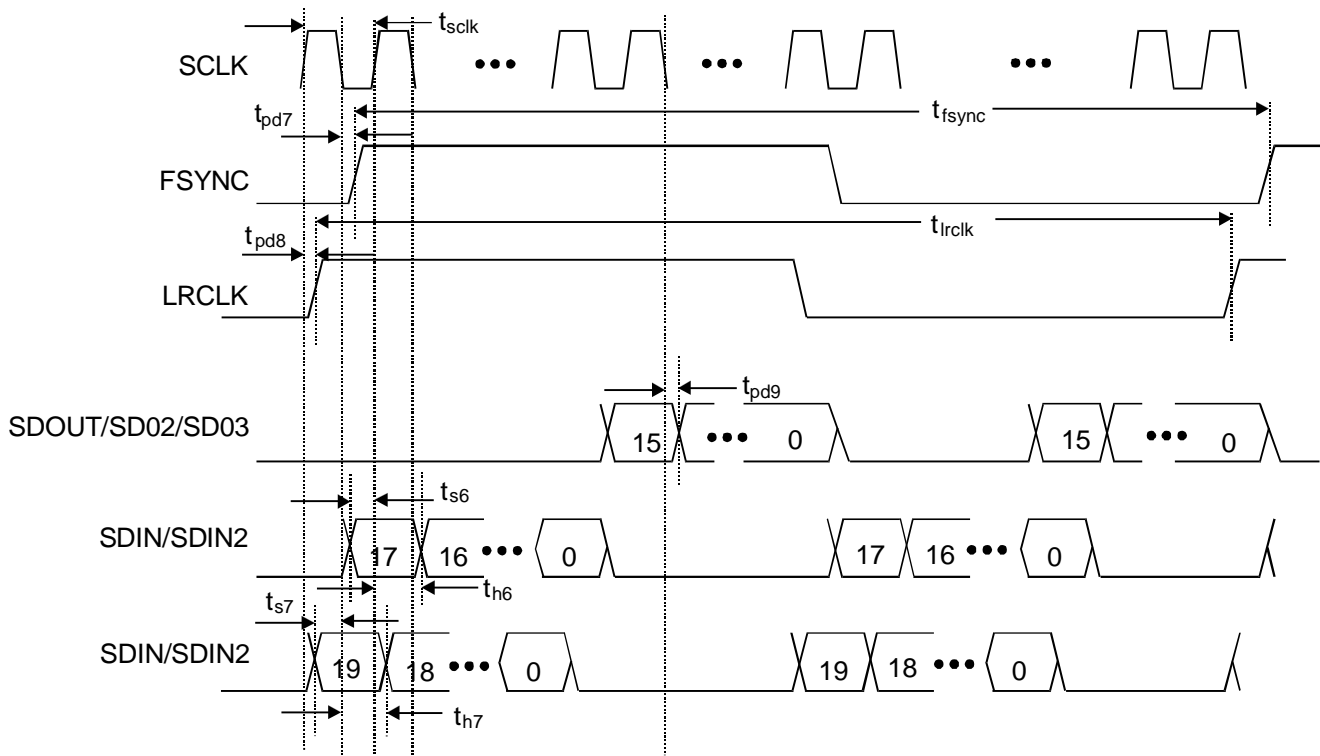 t_sclk
SCLK ••• ••• •••
t_pd7 t_fsync
FSYNC
t_pd8 t_lrclk
LRCLK
t_pd9
SDOUT/SD02/SD03 15 ••• 0 15 ••• 0
t_s6
SDIN/SDIN2 17 16 ••• 0 17 16 ••• 0
t_h6
t_s7
SDIN/SDIN2 19 18 ••• 0 19 18 ••• 0
t_h7